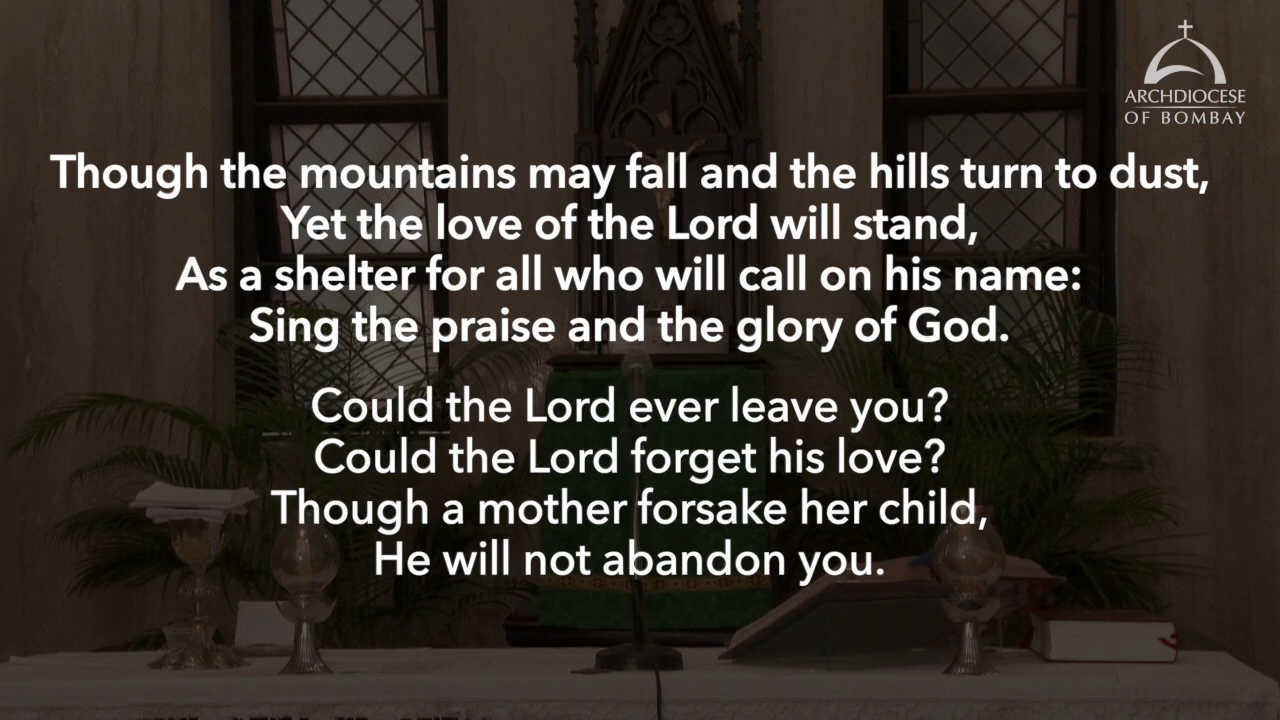 ARCHDIOCESE
OF BOMBAY
Though the mountains may fall and the hills turn to dust,
Yet the love of the Lord will stand,
As a shelter for all who will call on his name:
Sing the praise and the glory of God.
Could the Lord ever leave you?
Could the Lord forget his love?
Though a mother forsake her child,
He will not abandon you.